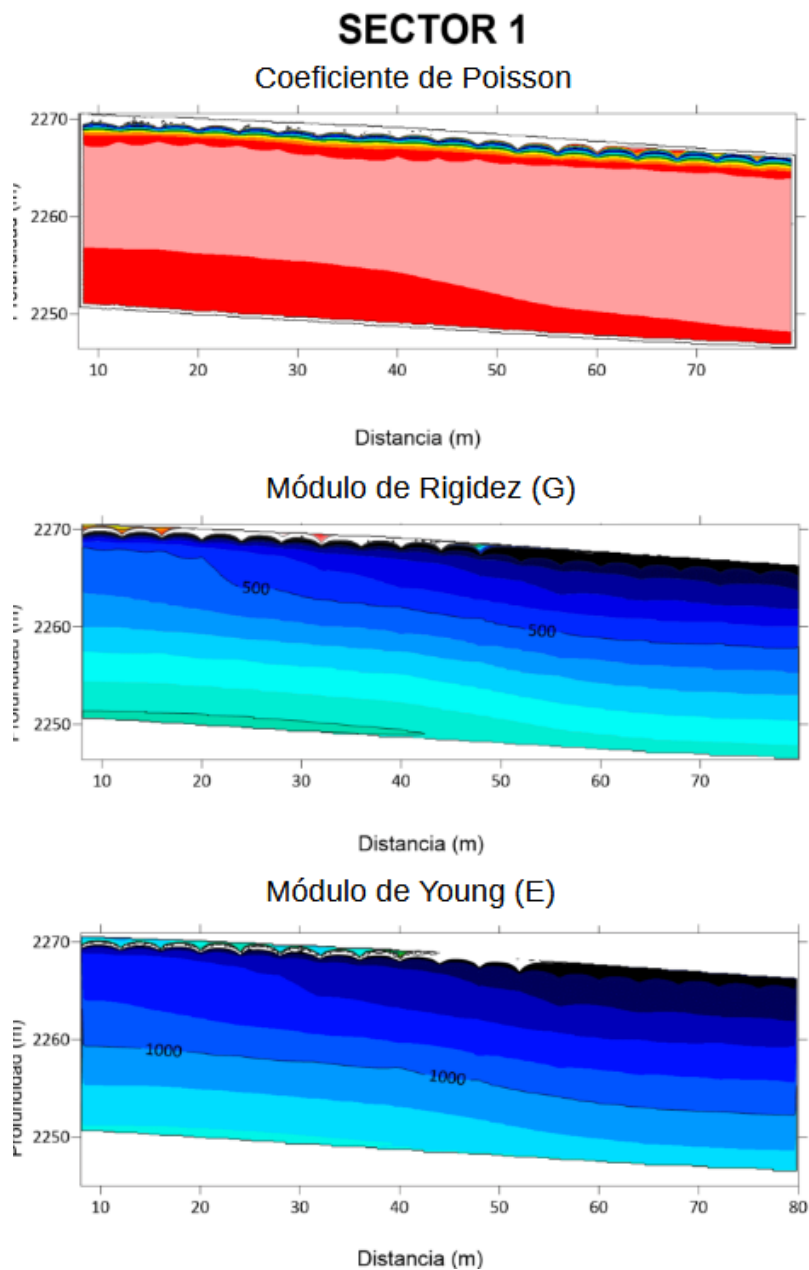 SECTOR 1
Coeficiente de Poisson
2270
2260
2250
10 20 30 40 50 60 70
Distancia (m)
Módulo de Rigidez (G)
2270
500
2260
500
2250
10 20 30 40 50 60 70
Distancia (m)
Módulo de Young (E)
2270
2260
1000
1000
2250
10 20 30 40 50 60 70 80
Distancia (m)